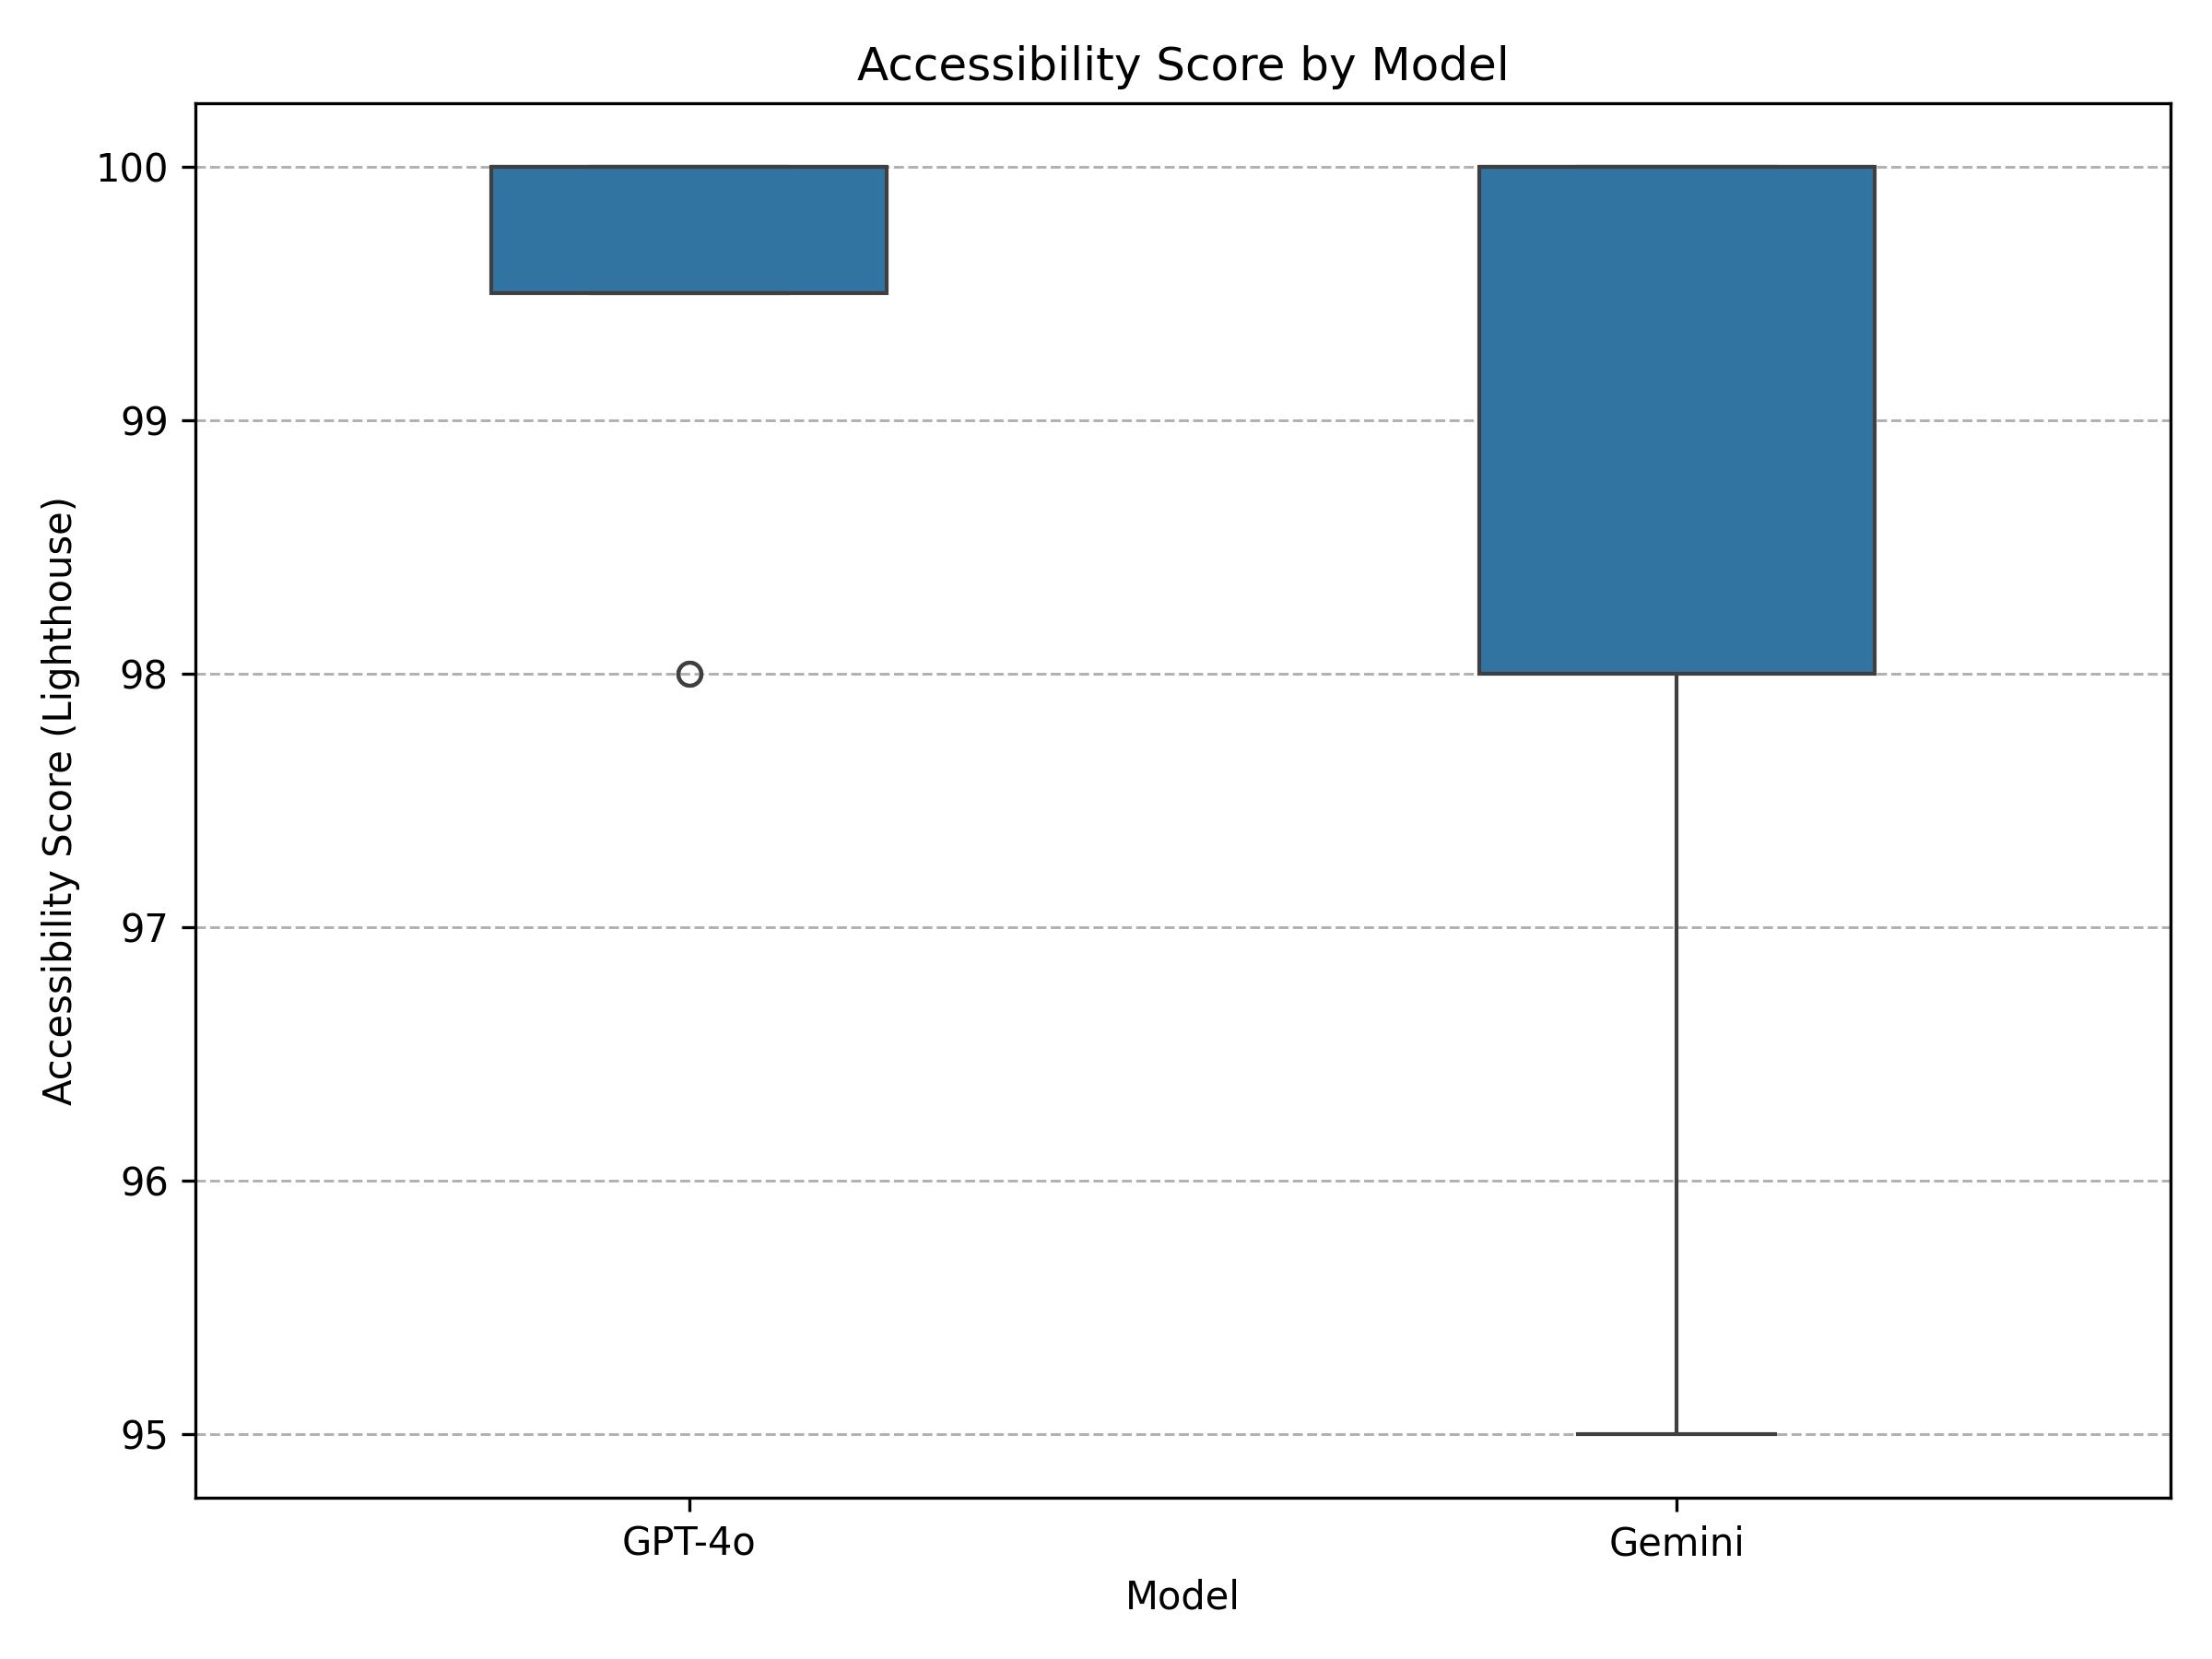 Accessibility Score by Model
Accessibility Score (Lighthouse)
100
99
98
97
96
95
GPT-4o
Gemini
Model